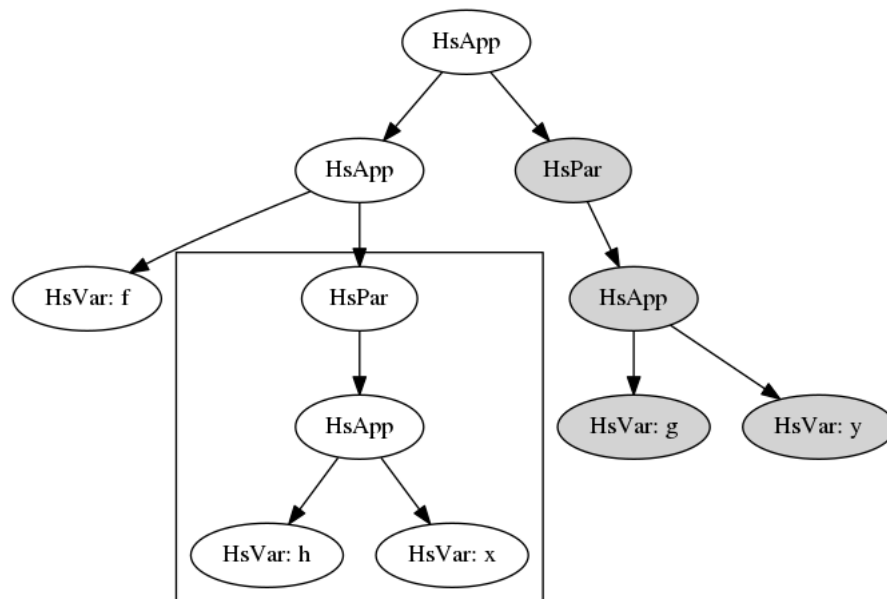 HsApp
HsApp
HsPar
HsVar: f
HsPar
HsApp
HsApp
HsVar: g
HsVar: y
HsVar: h
HsVar: x